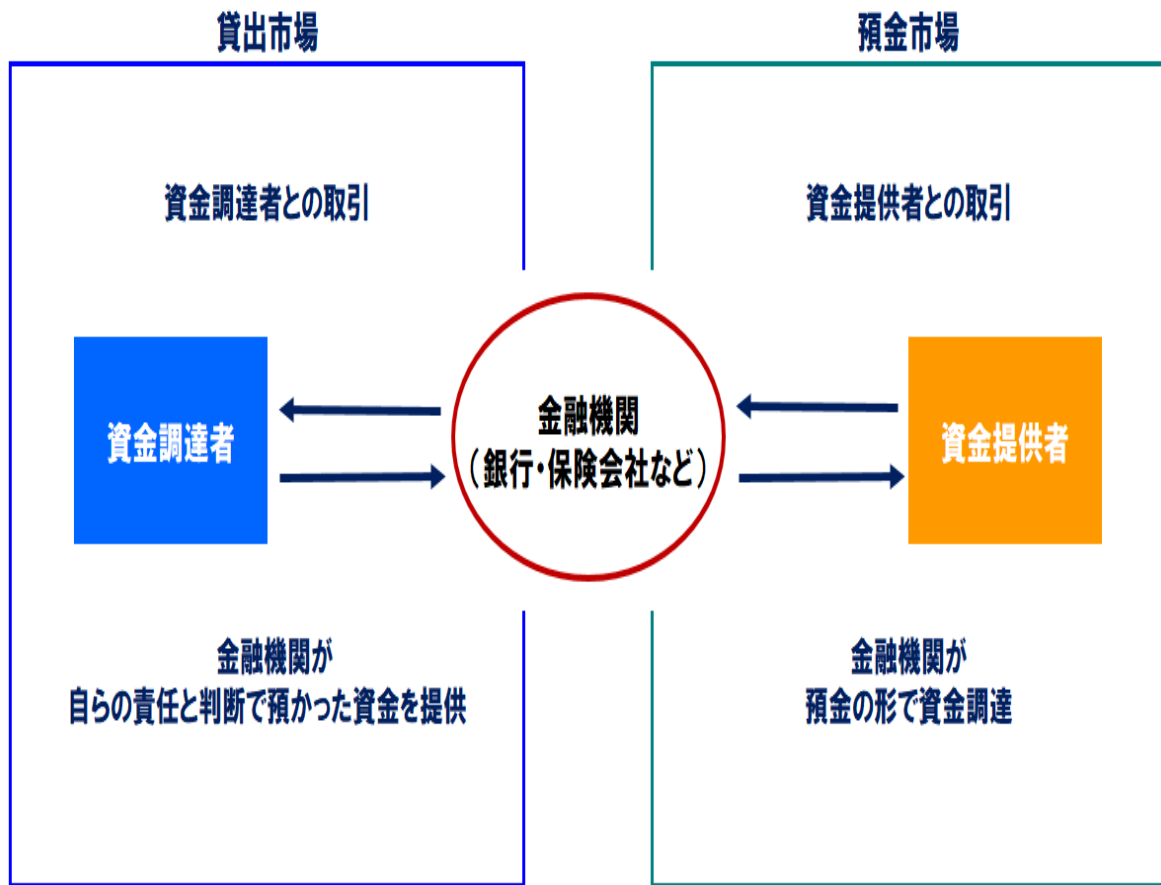 貸出市場
預金市場
資金調達者との取引
資金提供者との取引
資金調達者
金融機関
（銀行・保険会社など）
資金提供者
金融機関が
自らの責任と判断で預かった資金を提供
金融機関が
預金の形で資金調達